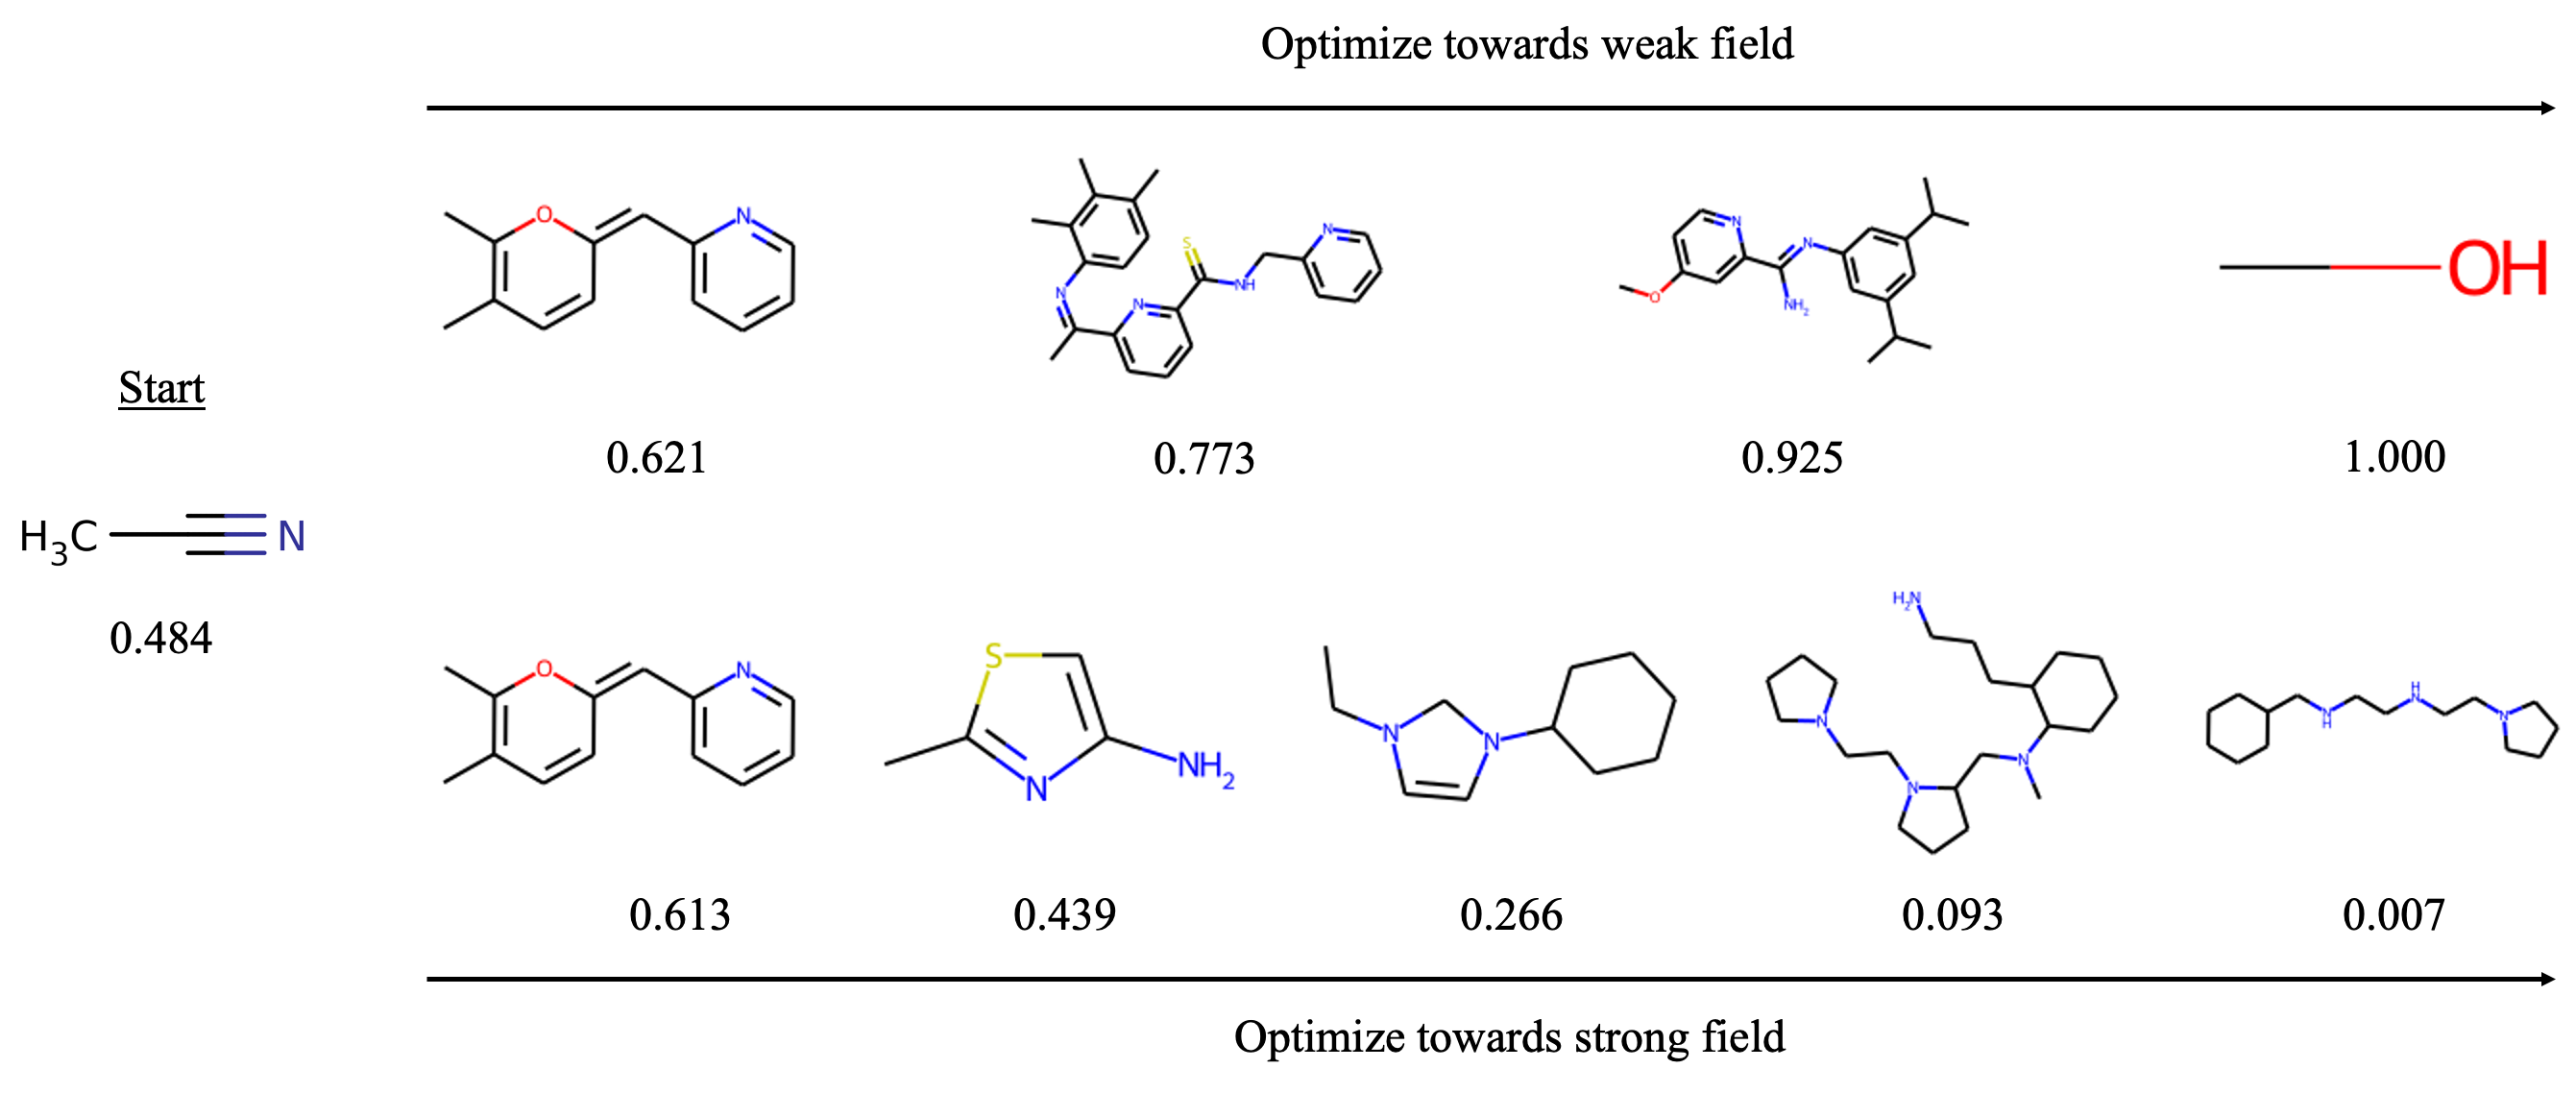 Optimize towards weak field
O
N
N
S
N
NH
N
N
N
NH2
O
OH
Start
0.621
0.773
0.925
1.000
H3C
N
0.484
O
N
S
N
NH2
N
N
H2N
N
N
N
N
H
H
N
N
0.613
0.439
0.266
0.093
0.007
Optimize towards strong field